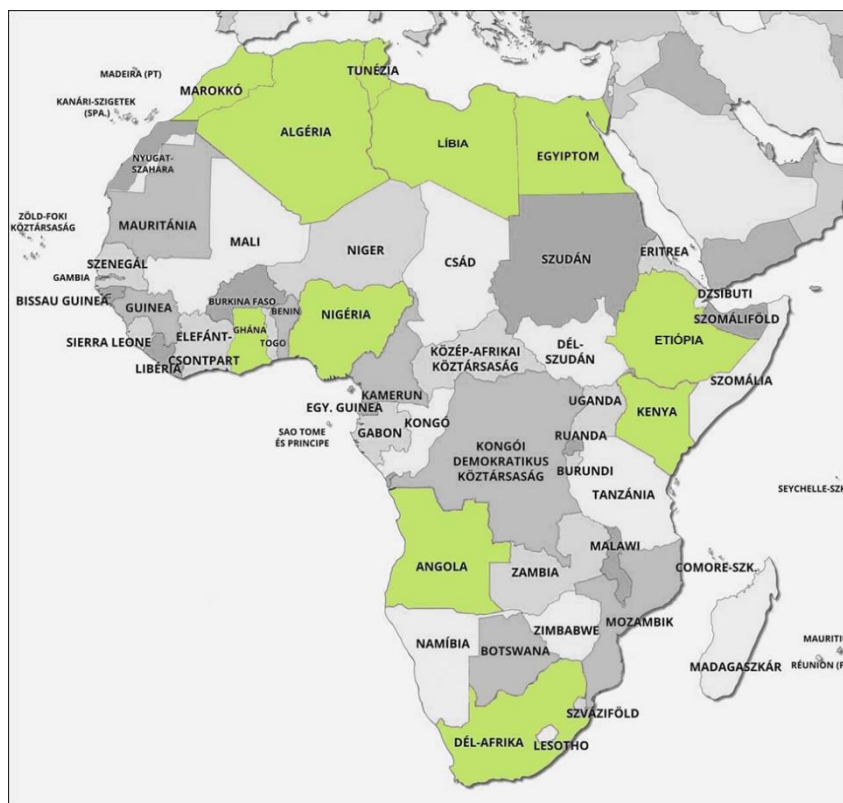 TUNÉZIA
MADEIRA (PT)
MAROKKÓ
KANÁRI-SZIGETEK
(SPA.)
ALGÉRIA
LÍBIA
EGYIPTOM
NYUGAT-
SZAHARA
ZÖLD-FOKI
KÖZTÁRSASÁG
MAURITÁNIA
MALI
NIGER
CSÁD
SZUDÁN
ERITREA
SZENEGÁL
GAMBIA
BISSAU GUINEA
GUINEA
BURKINA FASO
BENIN
NIGÉRIA
DZSIBUTI
SZOMÁLIFÖLD
SIERRA LEONE
ELEFÁNT-
CSONTPART
GHÁNA
TOGO
LIBÉRIA
KÖZÉP-AFRIKAI
KÖZTÁRSASÁG
DÉL-
SZUDÁN
ETIÓPIA
SZOMÁLIA
KAMERUN
EGY. GUINEA
SAO TOME
ÉS PRINCIPE
GABON
KONGÓ
UGANDA
KENYA
KONGÓI
DEMOKRATIKUS
KÖZTÁRSASÁG
RUANDA
BURUNDI
TANZÁNIA
SEYCHELLE-SZK
ANGOLA
ZAMBIA
MALAWI
COMORE-SZK.
NAMÍBIA
ZIMBABWE
MOZAMBIK
BOTSWANA
MADAGASZKÁR
MAURITIU
RÉUNION (F
SZVÁZIFÖLD
DÉL-AFRIKA
LESOTHO